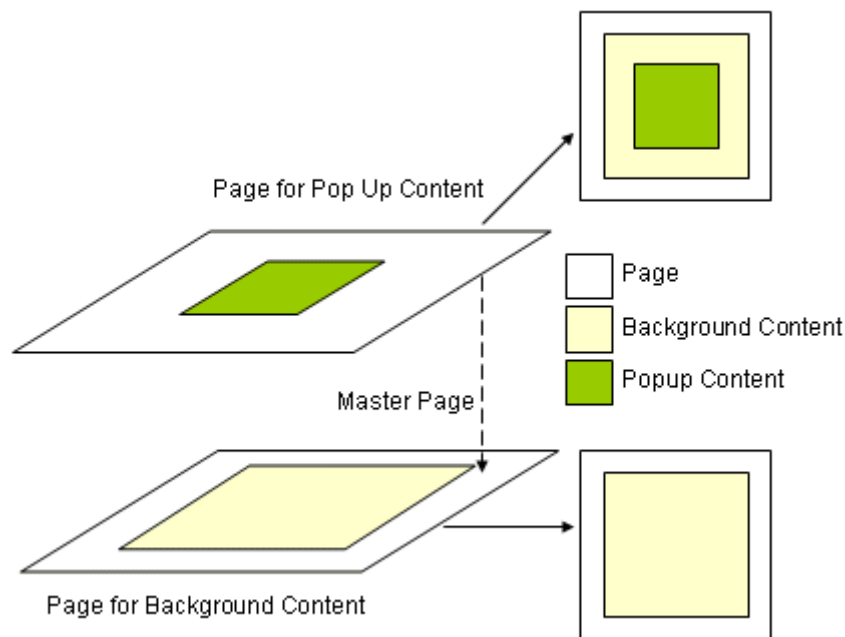 Page for Pop Up Content
Page
Background Content
Popup Content
Master Page
Page for Background Content